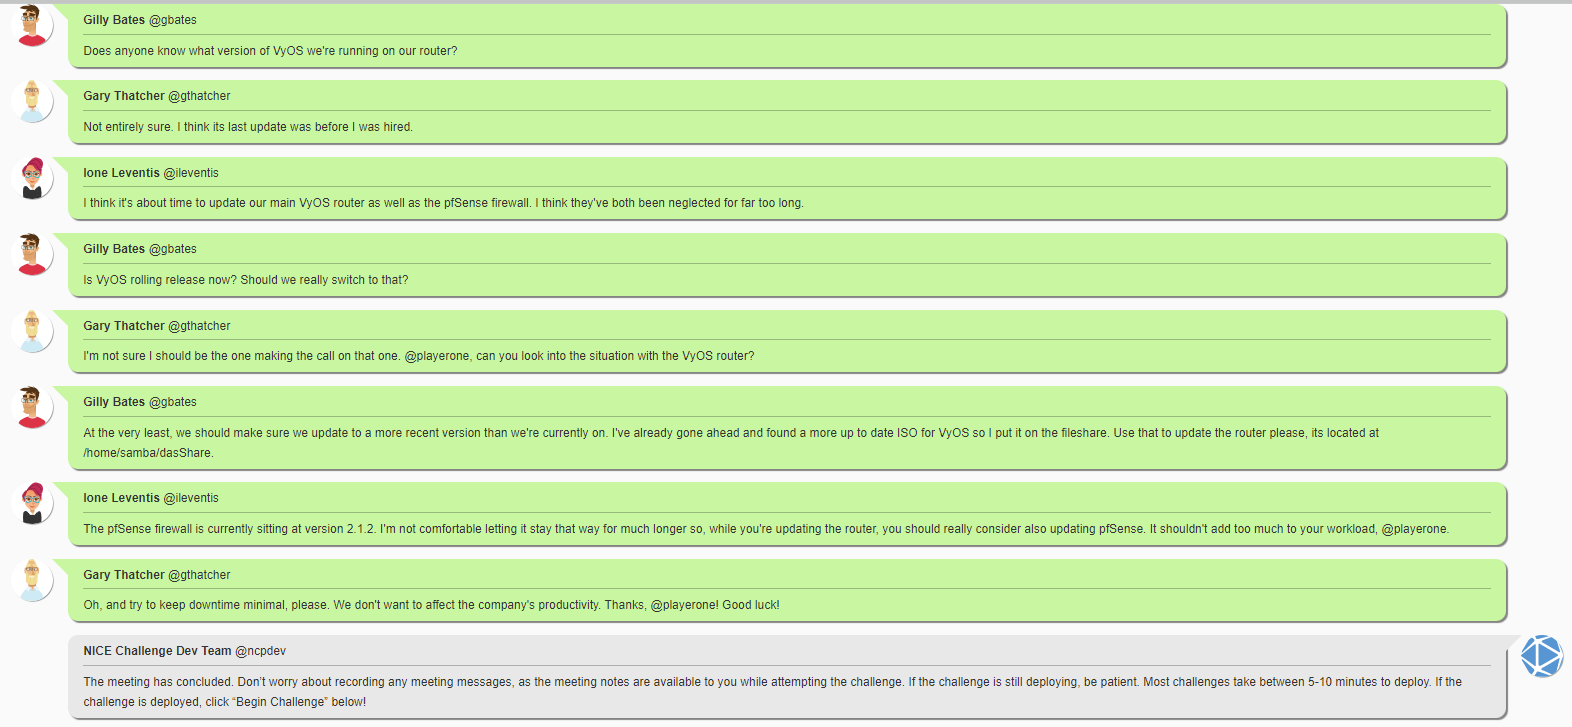 Gilly Bates @gbates
Does anyone know what version of VyOS we're running on our router?
Gary Thatcher @gthatcher
Not entirely sure. I think its last update was before I was hired.
Ione Leventis @ileventis
I think it's about time to update our main VyOS router as well as the pfSense firewall. I think they've both been neglected for far too long.
Gilly Bates @gbates
Is VyOS rolling release now? Should we really switch to that?
Gary Thatcher @gthatcher
I'm not sure I should be the one making the call on that one. @playerone, can you look into the situation with the VyOS router?
Gilly Bates @gbates
At the very least, we should make sure we update to a more recent version than we're currently on. I've already gone ahead and found a more up to date ISO for VyOS so I put it on the fileshare. Use that to update the router please, its located at
/home/samba/dasShare.
Ione Leventis @ileventis
The pfSense firewall is currently sitting at version 2.1.2. I'm not comfortable letting it stay that way for much longer so, while you're updating the router, you should really consider also updating pfSense. It shouldn't add too much to your workload, @playerone.
Gary Thatcher @gthatcher
Oh, and try to keep downtime minimal, please. We don't want to affect the company's productivity. Thanks, @playerone! Good luck!
NICE Challenge Dev Team @ncpdev
The meeting has concluded. Don’t worry about recording any meeting messages, as the meeting notes are available to you while attempting the challenge. If the challenge is still deploying, be patient. Most challenges take between 5-10 minutes to deploy. If the
challenge is deployed, click “Begin Challenge” below!